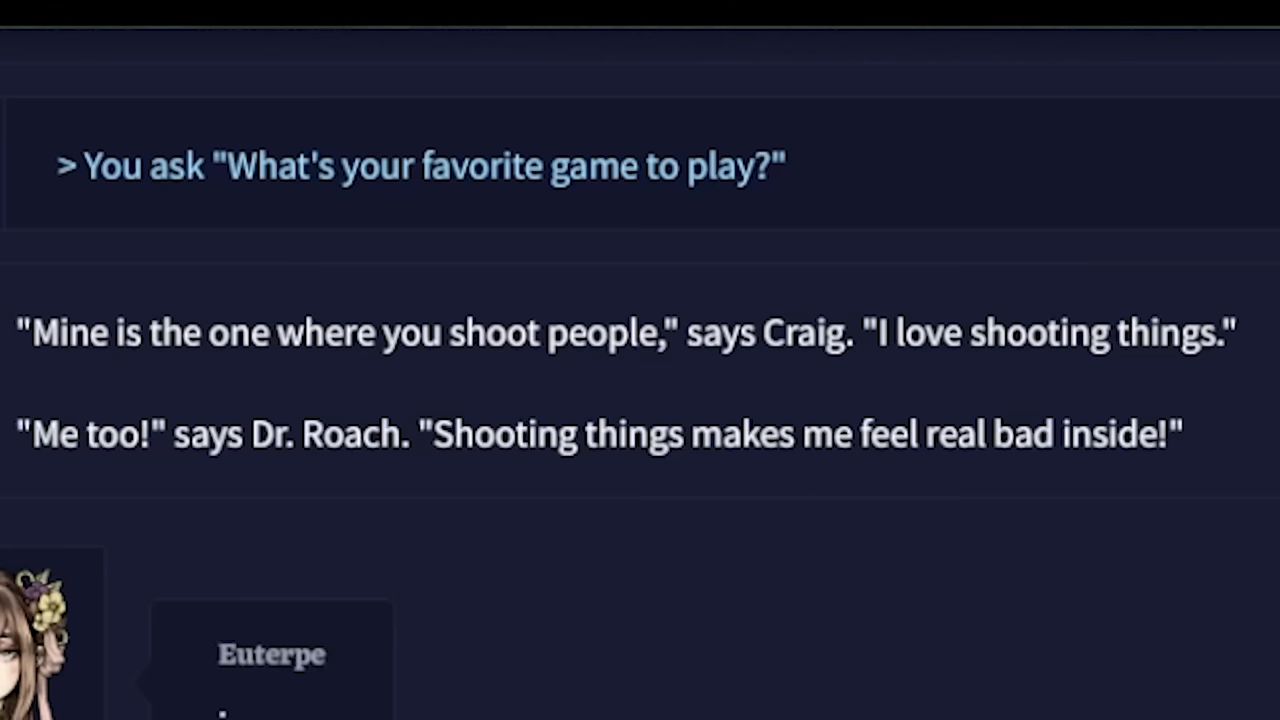 > You ask "What's your favorite game to play?"
"Mine is the one where you shoot people," says Craig. "I love shooting things."
"Me too!" says Dr. Roach. "Shooting things makes me feel real bad inside!"
Euterpe